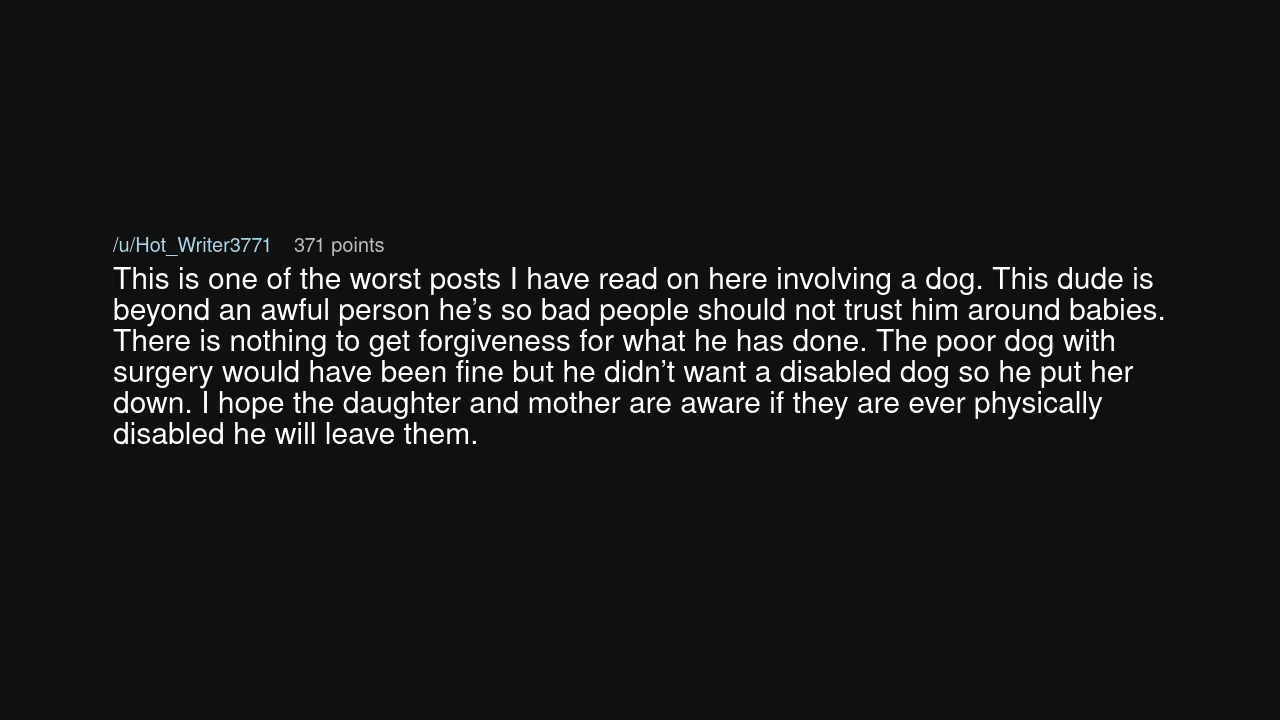 /u/Hot_Writer3771 371 points
This is one of the worst posts I have read on here involving a dog. This dude is
beyond an awful person he’s so bad people should not trust him around babies.
There is nothing to get forgiveness for what he has done. The poor dog with
surgery would have been fine but he didn’t want a disabled dog so he put her
down. I hope the daughter and mother are aware if they are ever physically
disabled he will leave them.